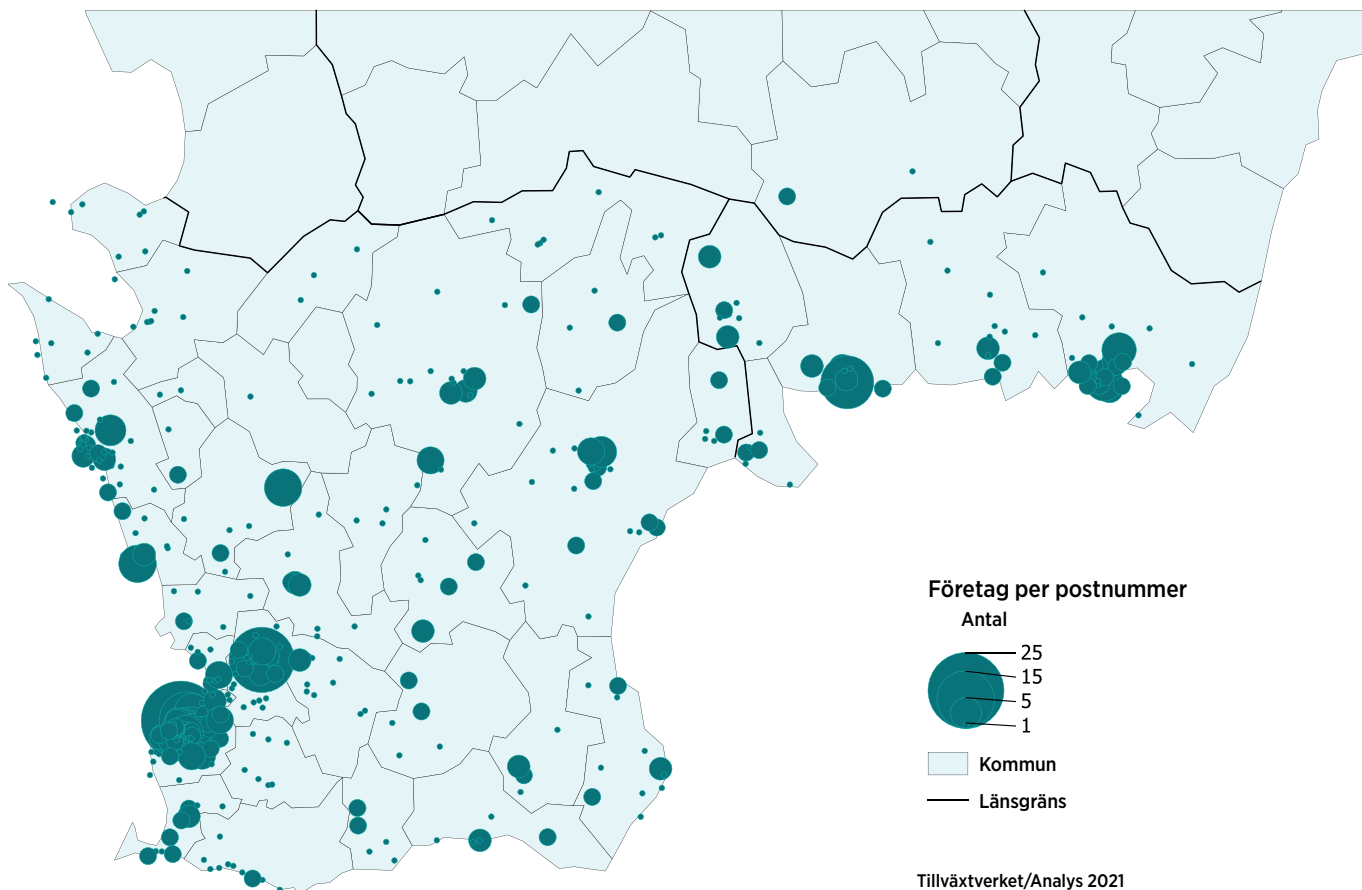 Företag per postnummer
Antal
25
15
5
1
Kommun
Länsgräns
Tillväxtverket/Analys 2021